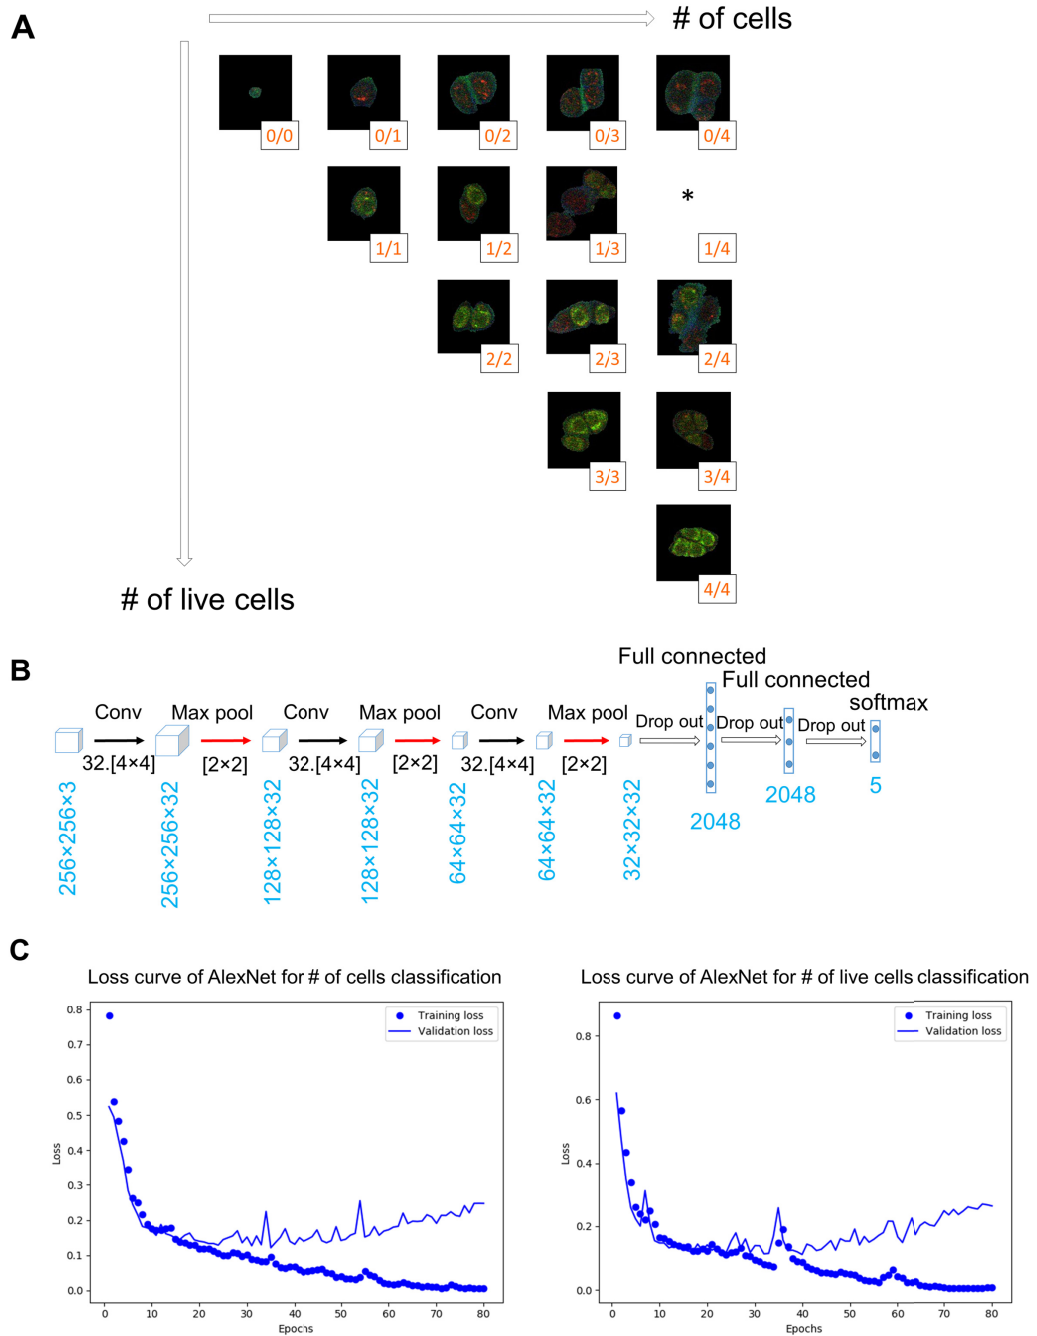 A
# of cells
0/0
0/1
0/2
0/3
0/4
*
1/1
1/2
1/3
1/4
2/2
2/3
2/4
3/3
3/4
4/4
# of live cells
B
Full connected
Full connected
softmax
Conv
Max pool
Conv
Max pool
Conv
Max pool
Drop out
Drop out
Drop out
32.[4×4]
[2×2]
32.[4×4]
[2×2]
32.[4×4]
[2×2]
256×256×3
256×256×32
128×128×32
128×128×32
64×64×32
64×64×32
32×32×32
2048
2048
5
C
Loss curve of AlexNet for # of cells classification
Training loss
Validation loss
0.8
0.7
0.6
0.5
0.4
0.3
0.2
0.1
0.0
Loss
0 10 20 30 40 50 60 70 80
Epochs
Loss curve of AlexNet for # of live cells classification
Training loss
Validation loss
0.8
0.6
0.4
0.2
0.0
Loss
0 10 20 30 40 50 60 70 80
Epochs